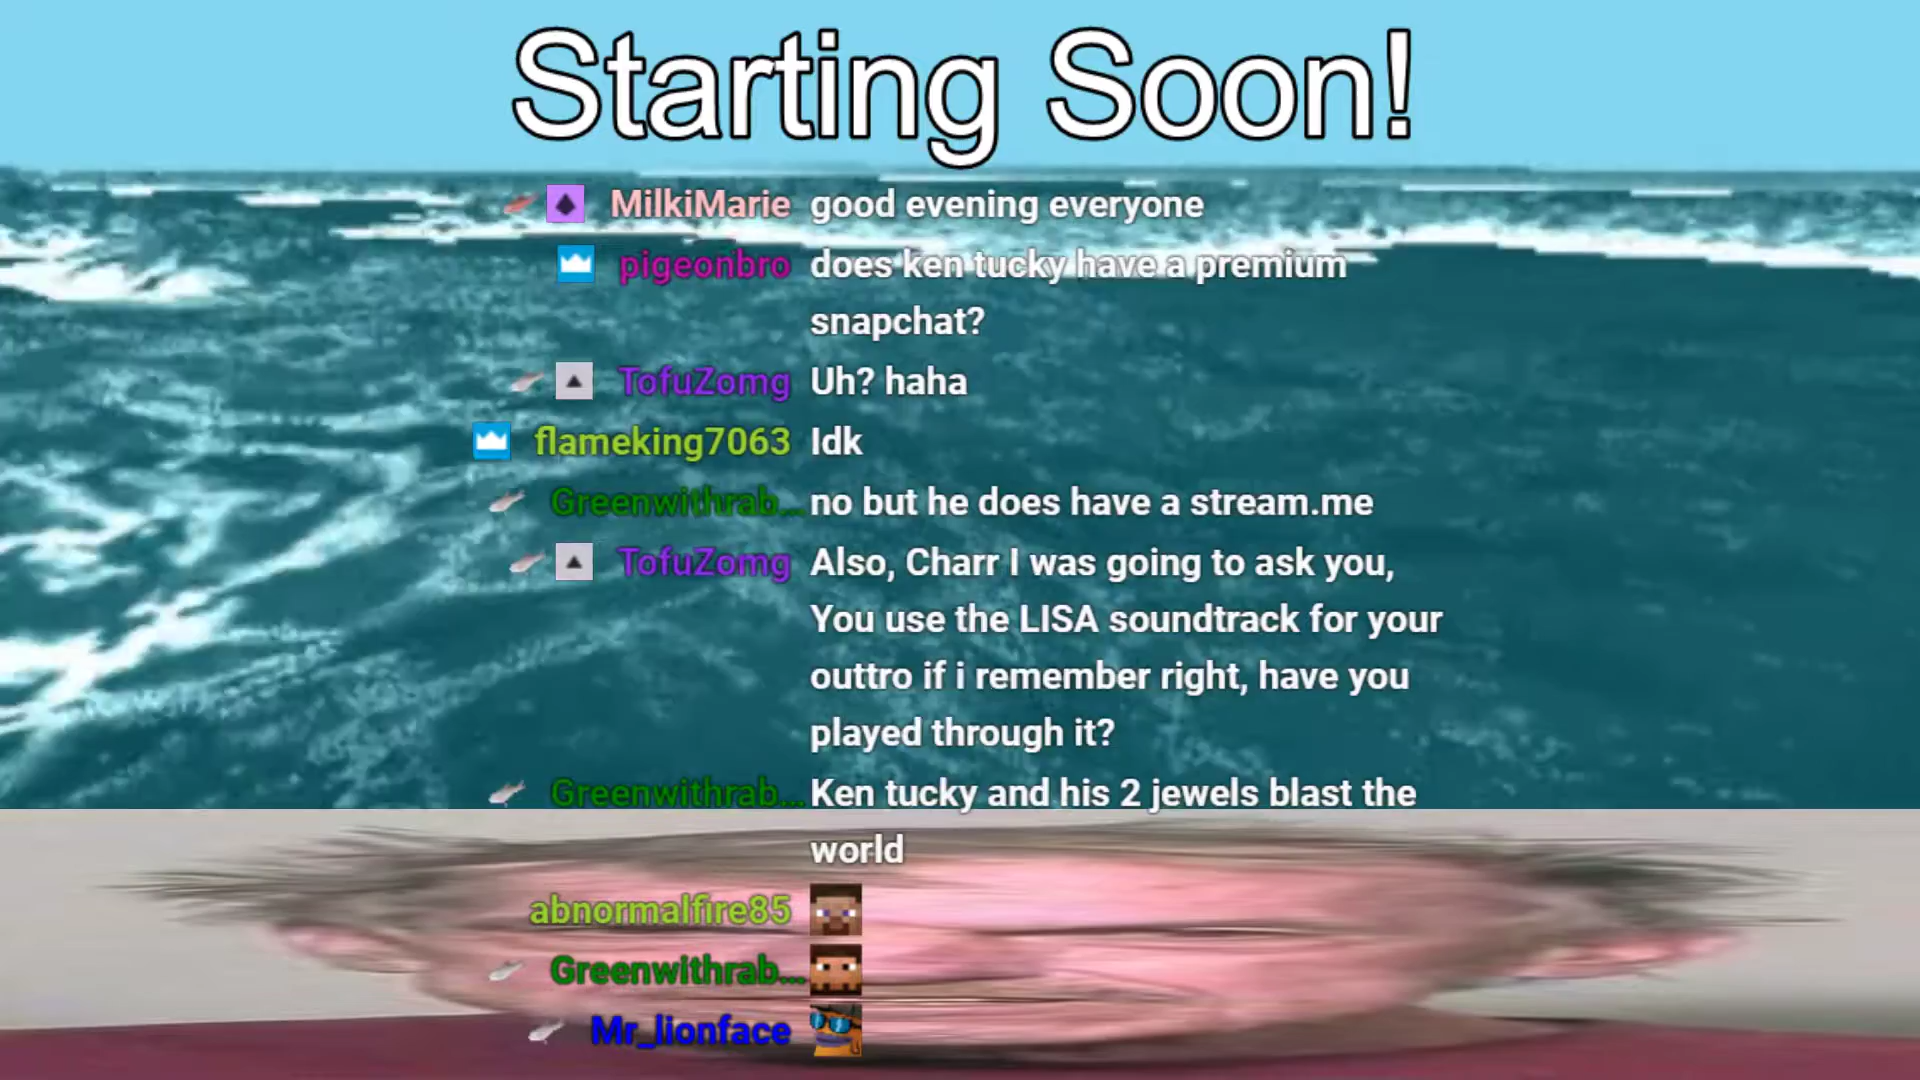 Starting Soon!
MilkiMarie good evening everyone
pigeonbro does ken tucky have a premium
snapchat?
TofuZomg Uh? haha
flameking7063 Idk
Greenwithrab... no but he does have a stream.me
TofuZomg Also, Charr I was going to ask you,
You use the LISA soundtrack for your
outtro if i remember right, have you
played through it?
Greenwithrab... Ken tucky and his 2 jewels blast the
world
abnormalfire85
Greenwithrab...
Mr_lionface